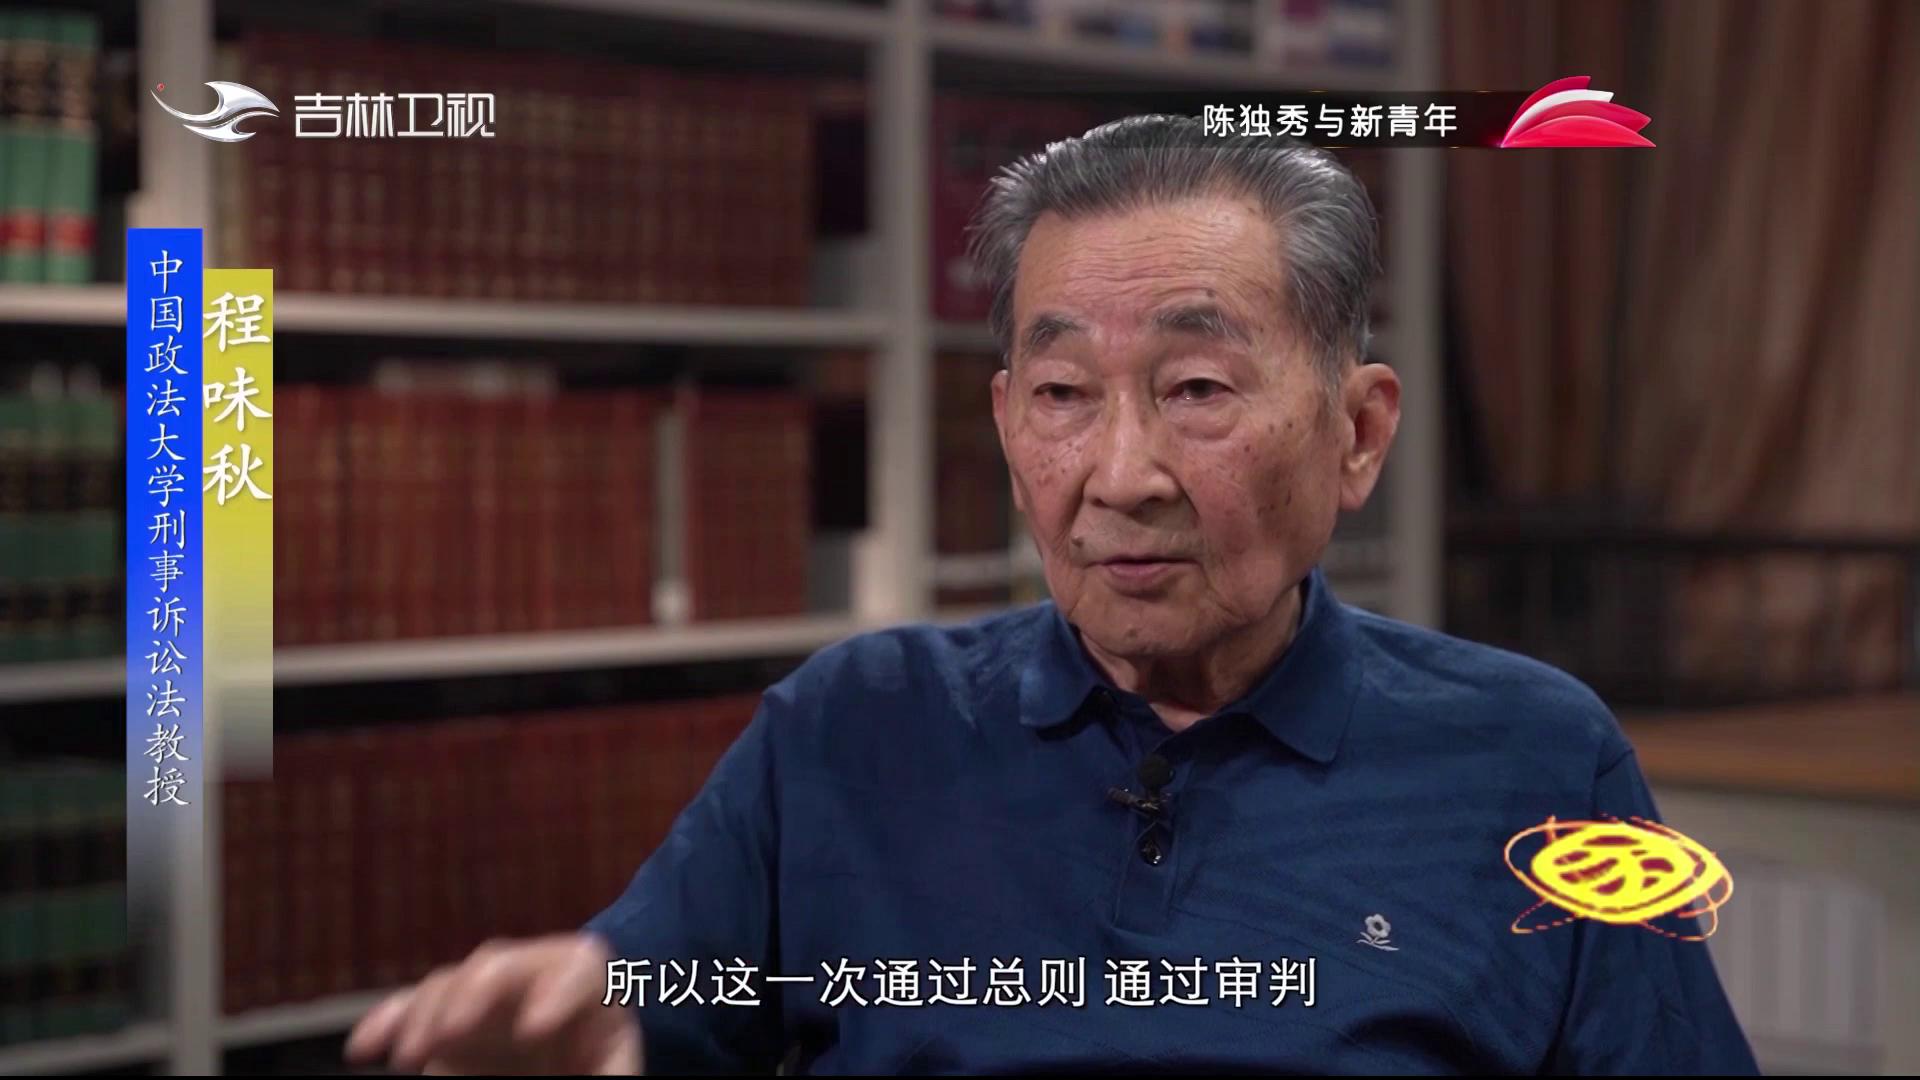 吉林卫视
陈独秀与新青年
中国政法大学刑事诉讼法教授
程味秋
所以这一次通过总则 通过审判